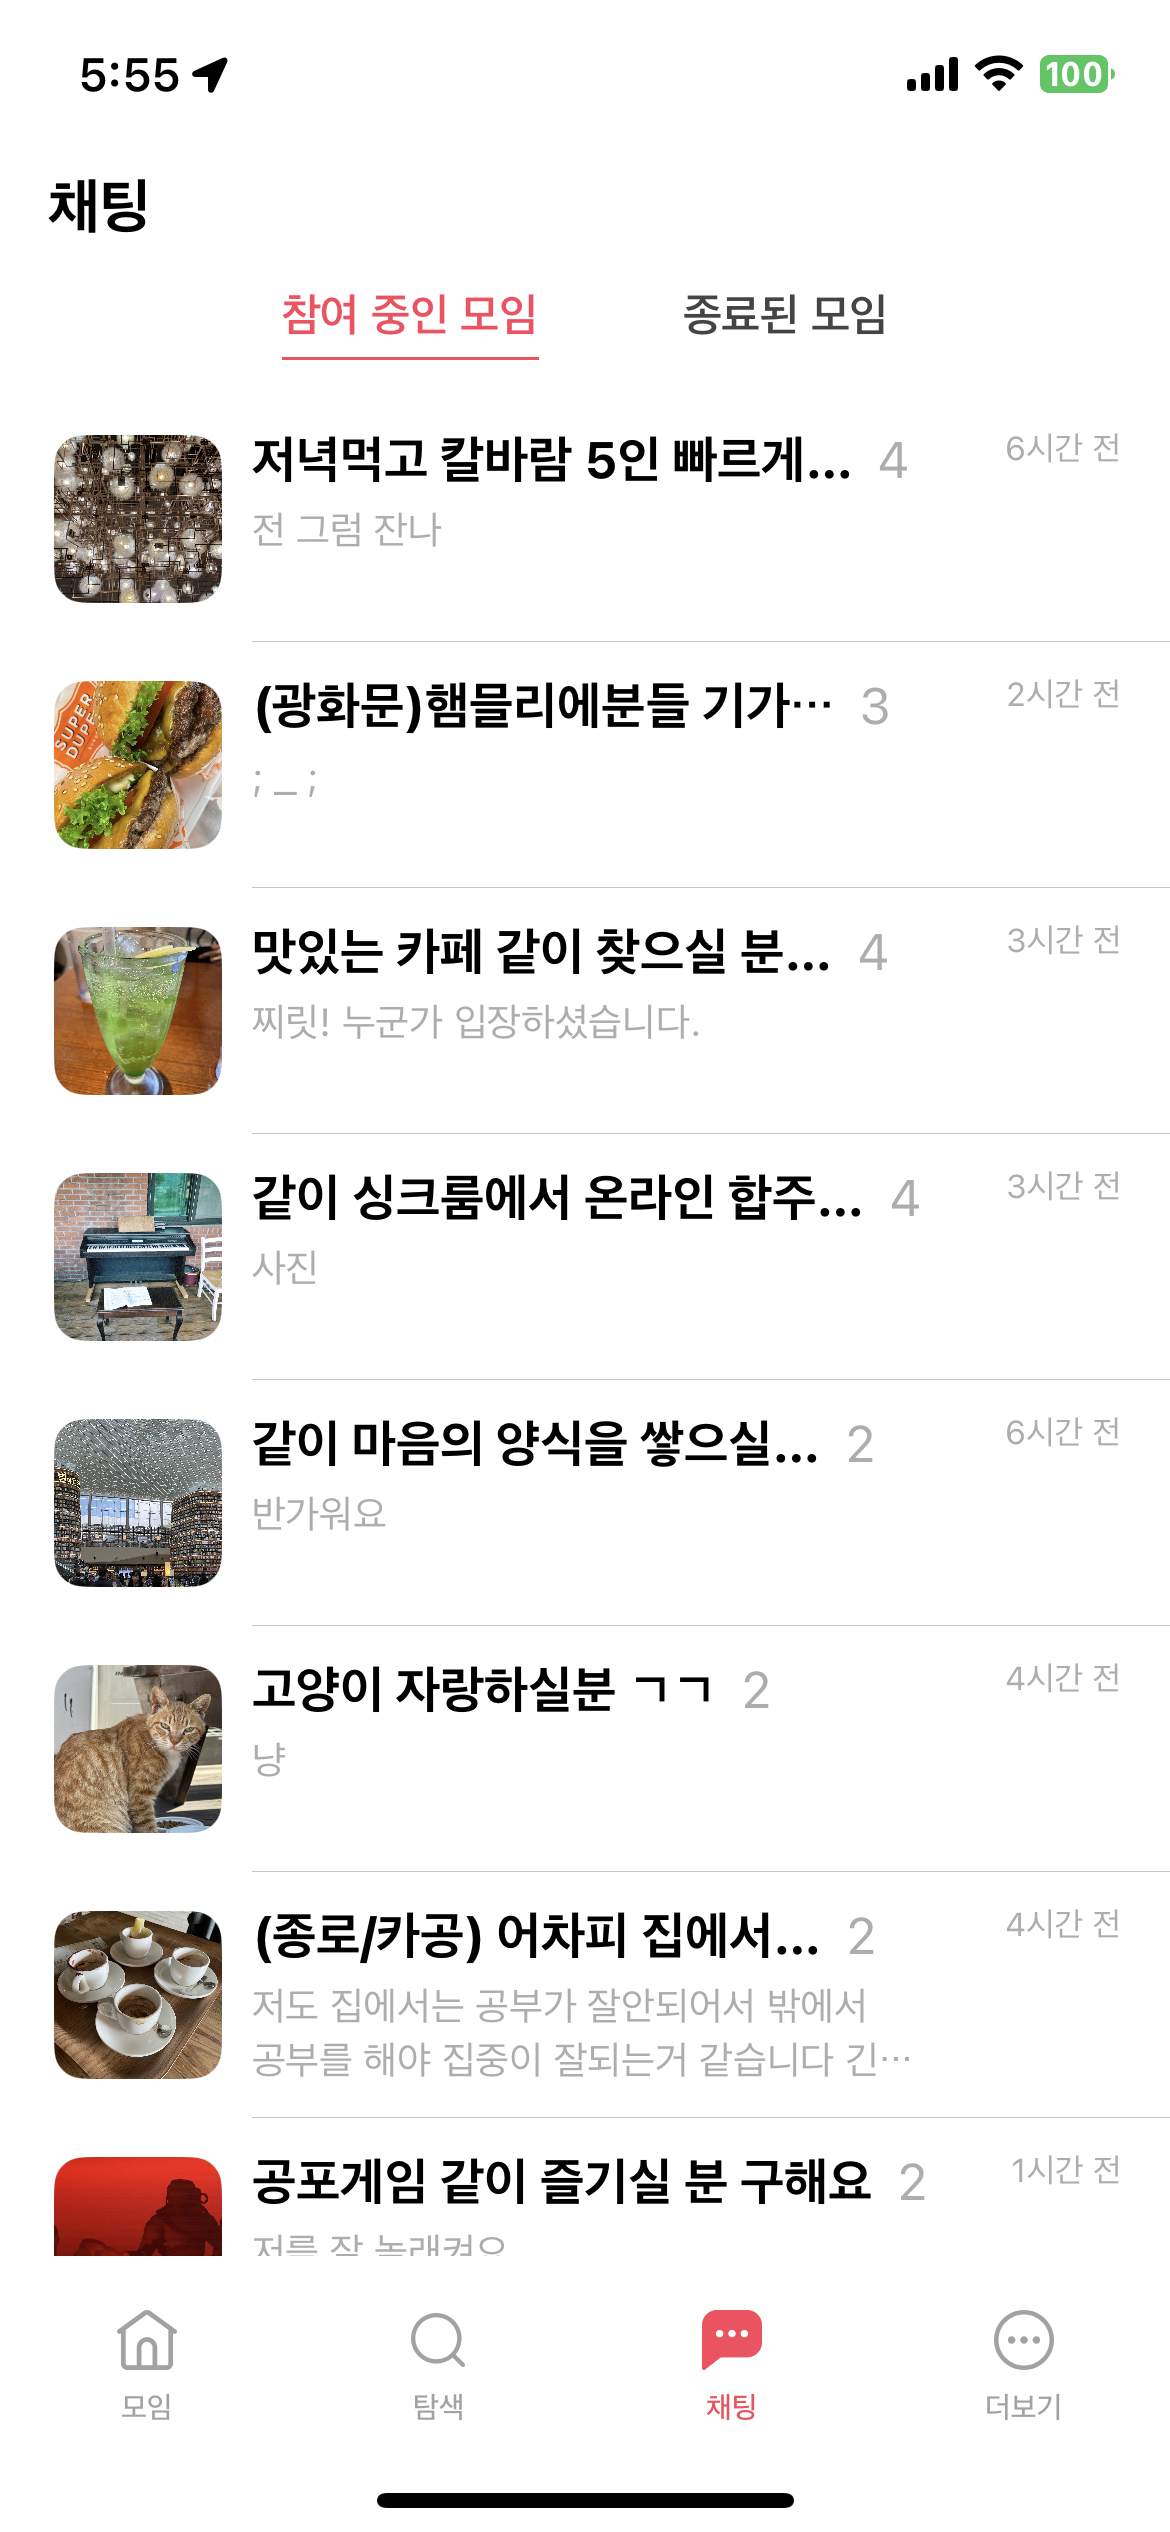 5:55
100
채팅
참여 중인 모임 종료된 모임
저녁먹고 칼바람 5인 빠르게... 4 6시간 전
전 그럼 잔나
(광화문)햄믈리에분들 기가… 3 2시간 전
; _ ;
SUPER
맛있는 카페 같이 찾으실 분... 4 3시간 전
찌릿! 누군가 입장하셨습니다.
같이 싱크룸에서 온라인 합주... 4 3시간 전
사진
같이 마음의 양식을 쌓으실... 2 6시간 전
반가워요
고양이 자랑하실분 ㄱㄱ 2 4시간 전
냥
(종로/카공) 어차피 집에서... 2 4시간 전
저도 집에서는 공부가 잘안되어서 밖에서
공부를 해야 집중이 잘되는거 같습니다 긴…
공포게임 같이 즐기실 분 구해요 2 1시간 전
모임 탐색 채팅 더보기